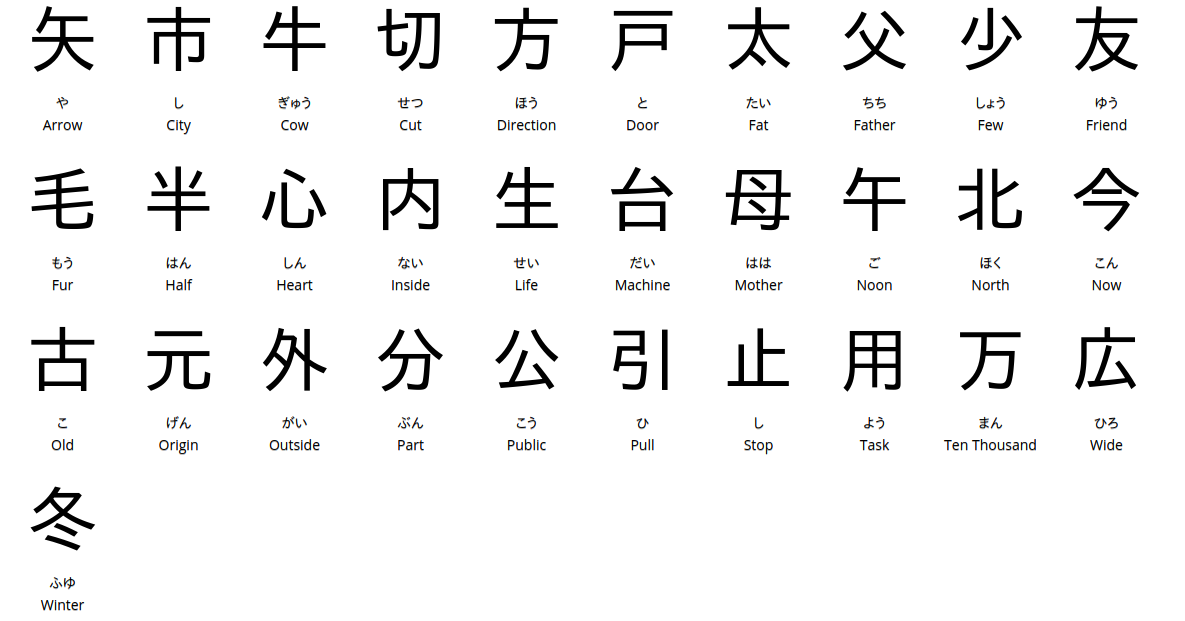 矢 市 牛 切 方 戸 太 父 少 友
や し ぎゅう せつ ほう と たい ちち しょう ゆう
Arrow City Cow Cut Direction Door Fat Father Few Friend
毛 半 心 内 生 台 母 午 北 今
もう はん しん ない せい だい はは ご ほく こん
Fur Half Heart Inside Life Machine Mother Noon North Now
古 元 外 分 公 引 止 用 万 広
こ げん がい ぶん こう ひ し よう まん ひろ
Old Origin Outside Part Public Pull Stop Task Ten Thousand Wide
冬
ふゆ
Winter